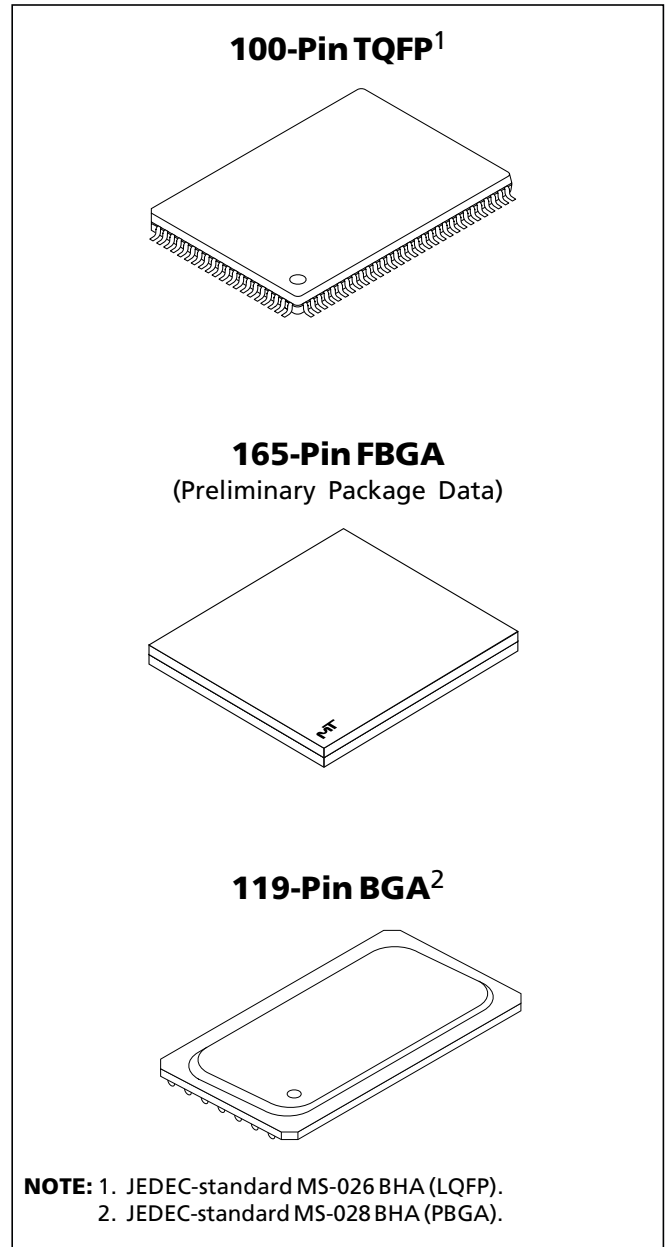 100-Pin TQFP1
165-Pin FBGA
(Preliminary Package Data)
MT
119-Pin BGA2
NOTE: 1. JEDEC-standard MS-026 BHA (LQFP).
2. JEDEC-standard MS-028 BHA (PBGA).